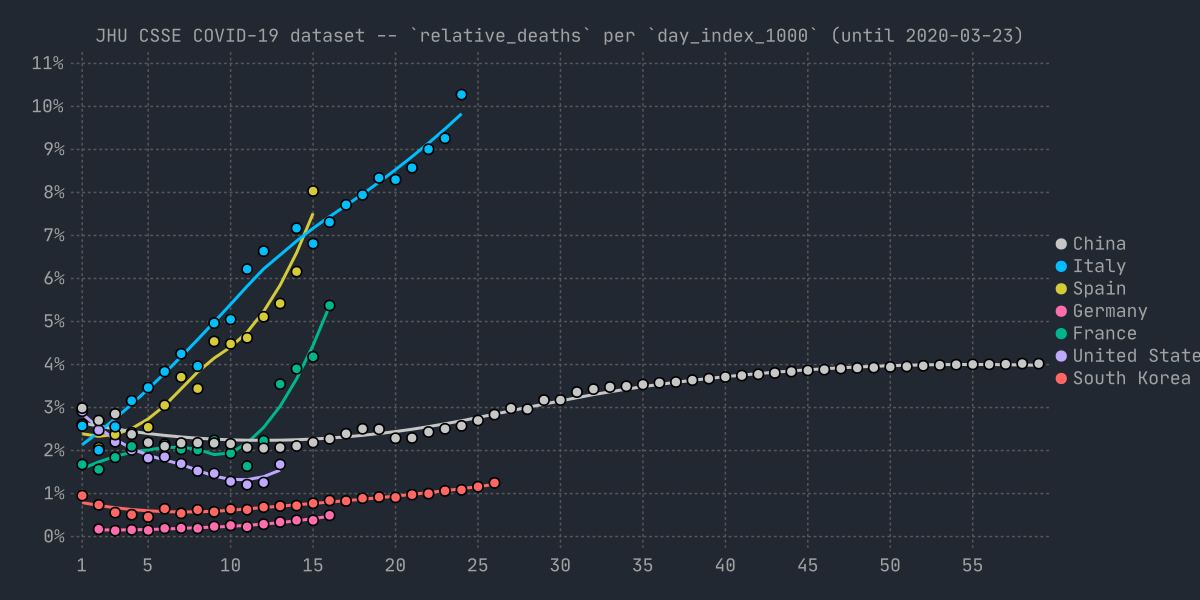 JHU CSSE COVID-19 dataset -- `relative_deaths` per `day_index_1000` (until 2020-03-23)
11%
10%
9%
8%
7%
6%
5%
4%
3%
2%
1%
0%
China
Italy
Spain
Germany
France
United State
South Korea
1 5 10 15 20 25 30 35 40 45 50 55